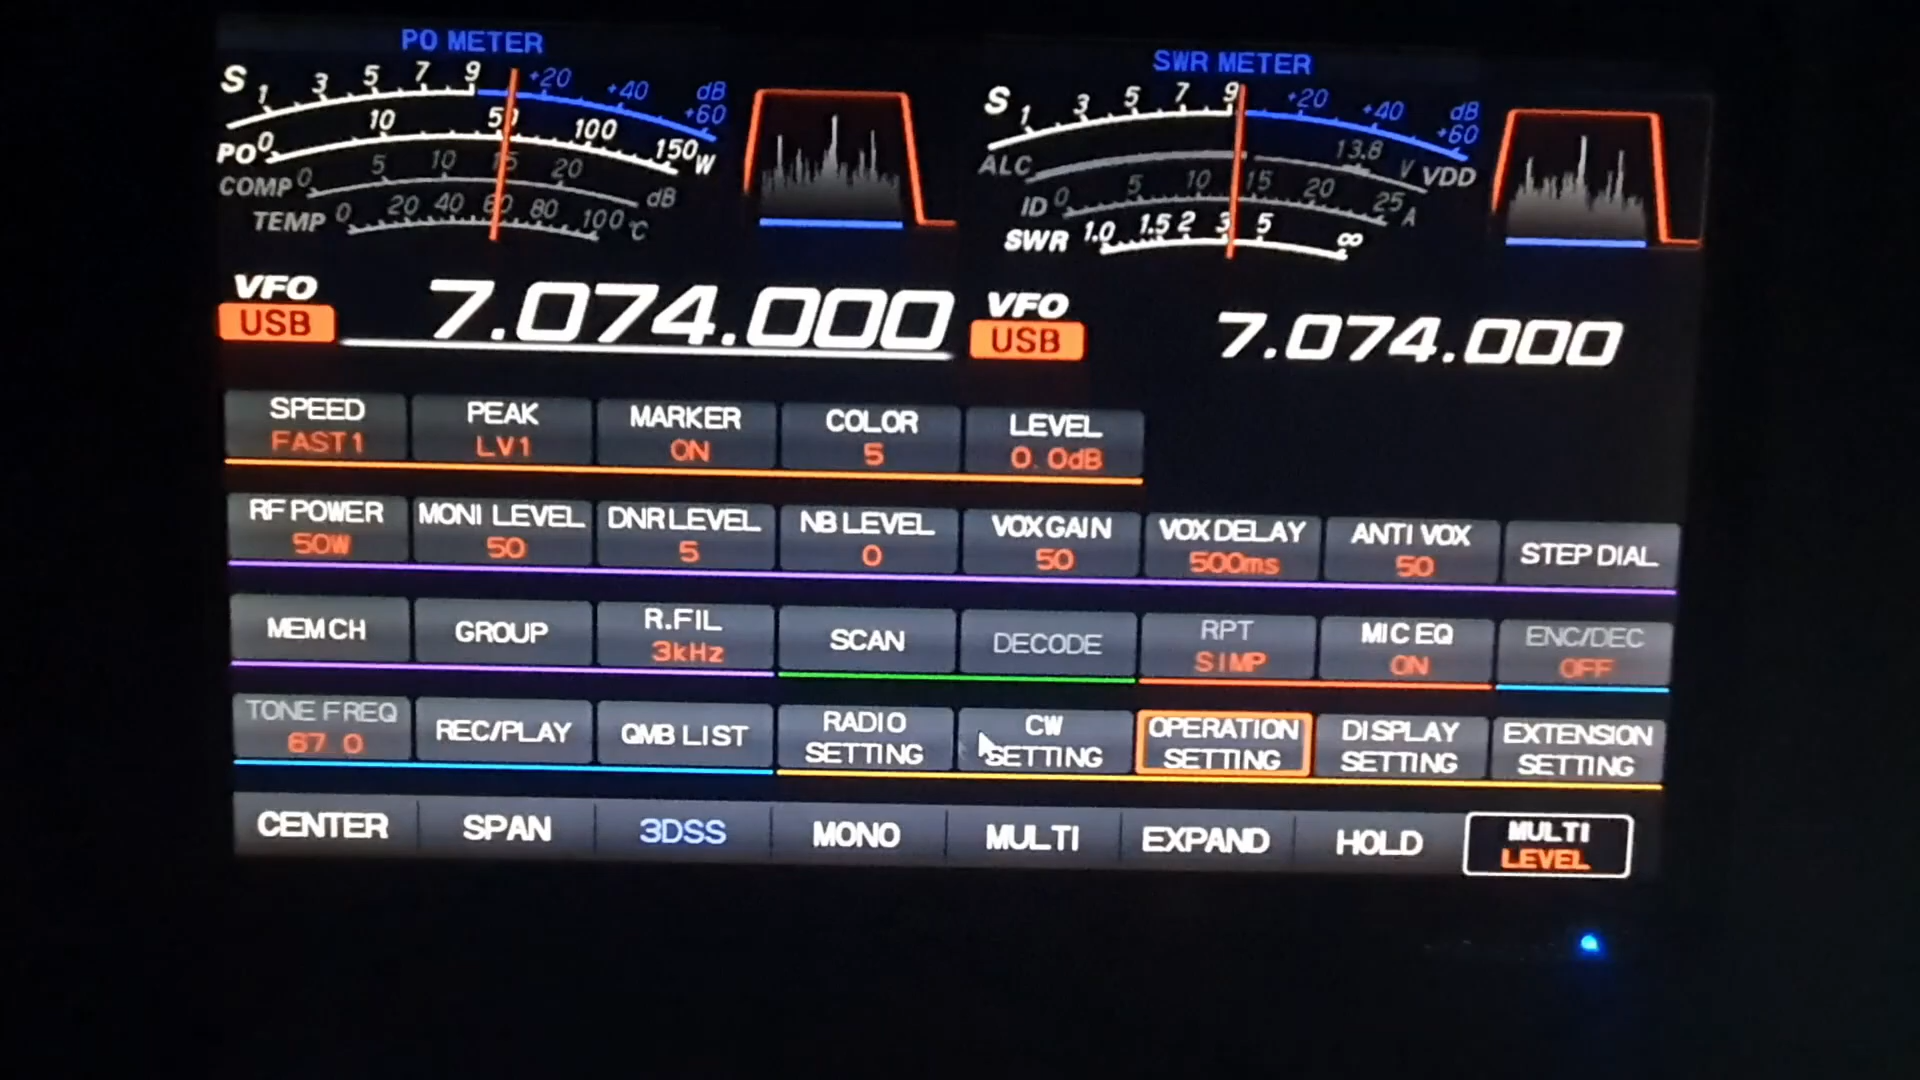 PO METER
S 1 3 5 7 9 +20 +40 +60 dB
PO 0 10 50 100 150 W
COMP 0 5 10 15 20 dB
TEMP 0 20 40 60 80 100 °C
SWR METER
S 1 3 5 7 9 +20 +40 +60 dB
ALC 13.8 V VDD
ID 0 5 10 15 20 25 A
SWR 1.0 1.5 2 3 5 ∞
VFO
USB
7.074.000
VFO
USB
7.074.000
SPEED
FAST1
PEAK
LV1
MARKER
ON
COLOR
5
LEVEL
0.0dB
RF POWER
50W
MONI LEVEL
50
DNR LEVEL
5
NB LEVEL
0
VOX GAIN
50
VOX DELAY
500ms
ANTI VOX
50
STEP DIAL
MEM CH
GROUP
R.FIL
3kHz
SCAN
DECODE
RPT
SIMP
MIC EQ
ON
ENC/DEC
OFF
TONE FREQ
67 0
REC/PLAY
QMB LIST
RADIO
SETTING
CW
SETTING
OPERATION
SETTING
DISPLAY
SETTING
EXTENSION
SETTING
CENTER
SPAN
3DSS
MONO
MULTI
EXPAND
HOLD
MULTI
LEVEL